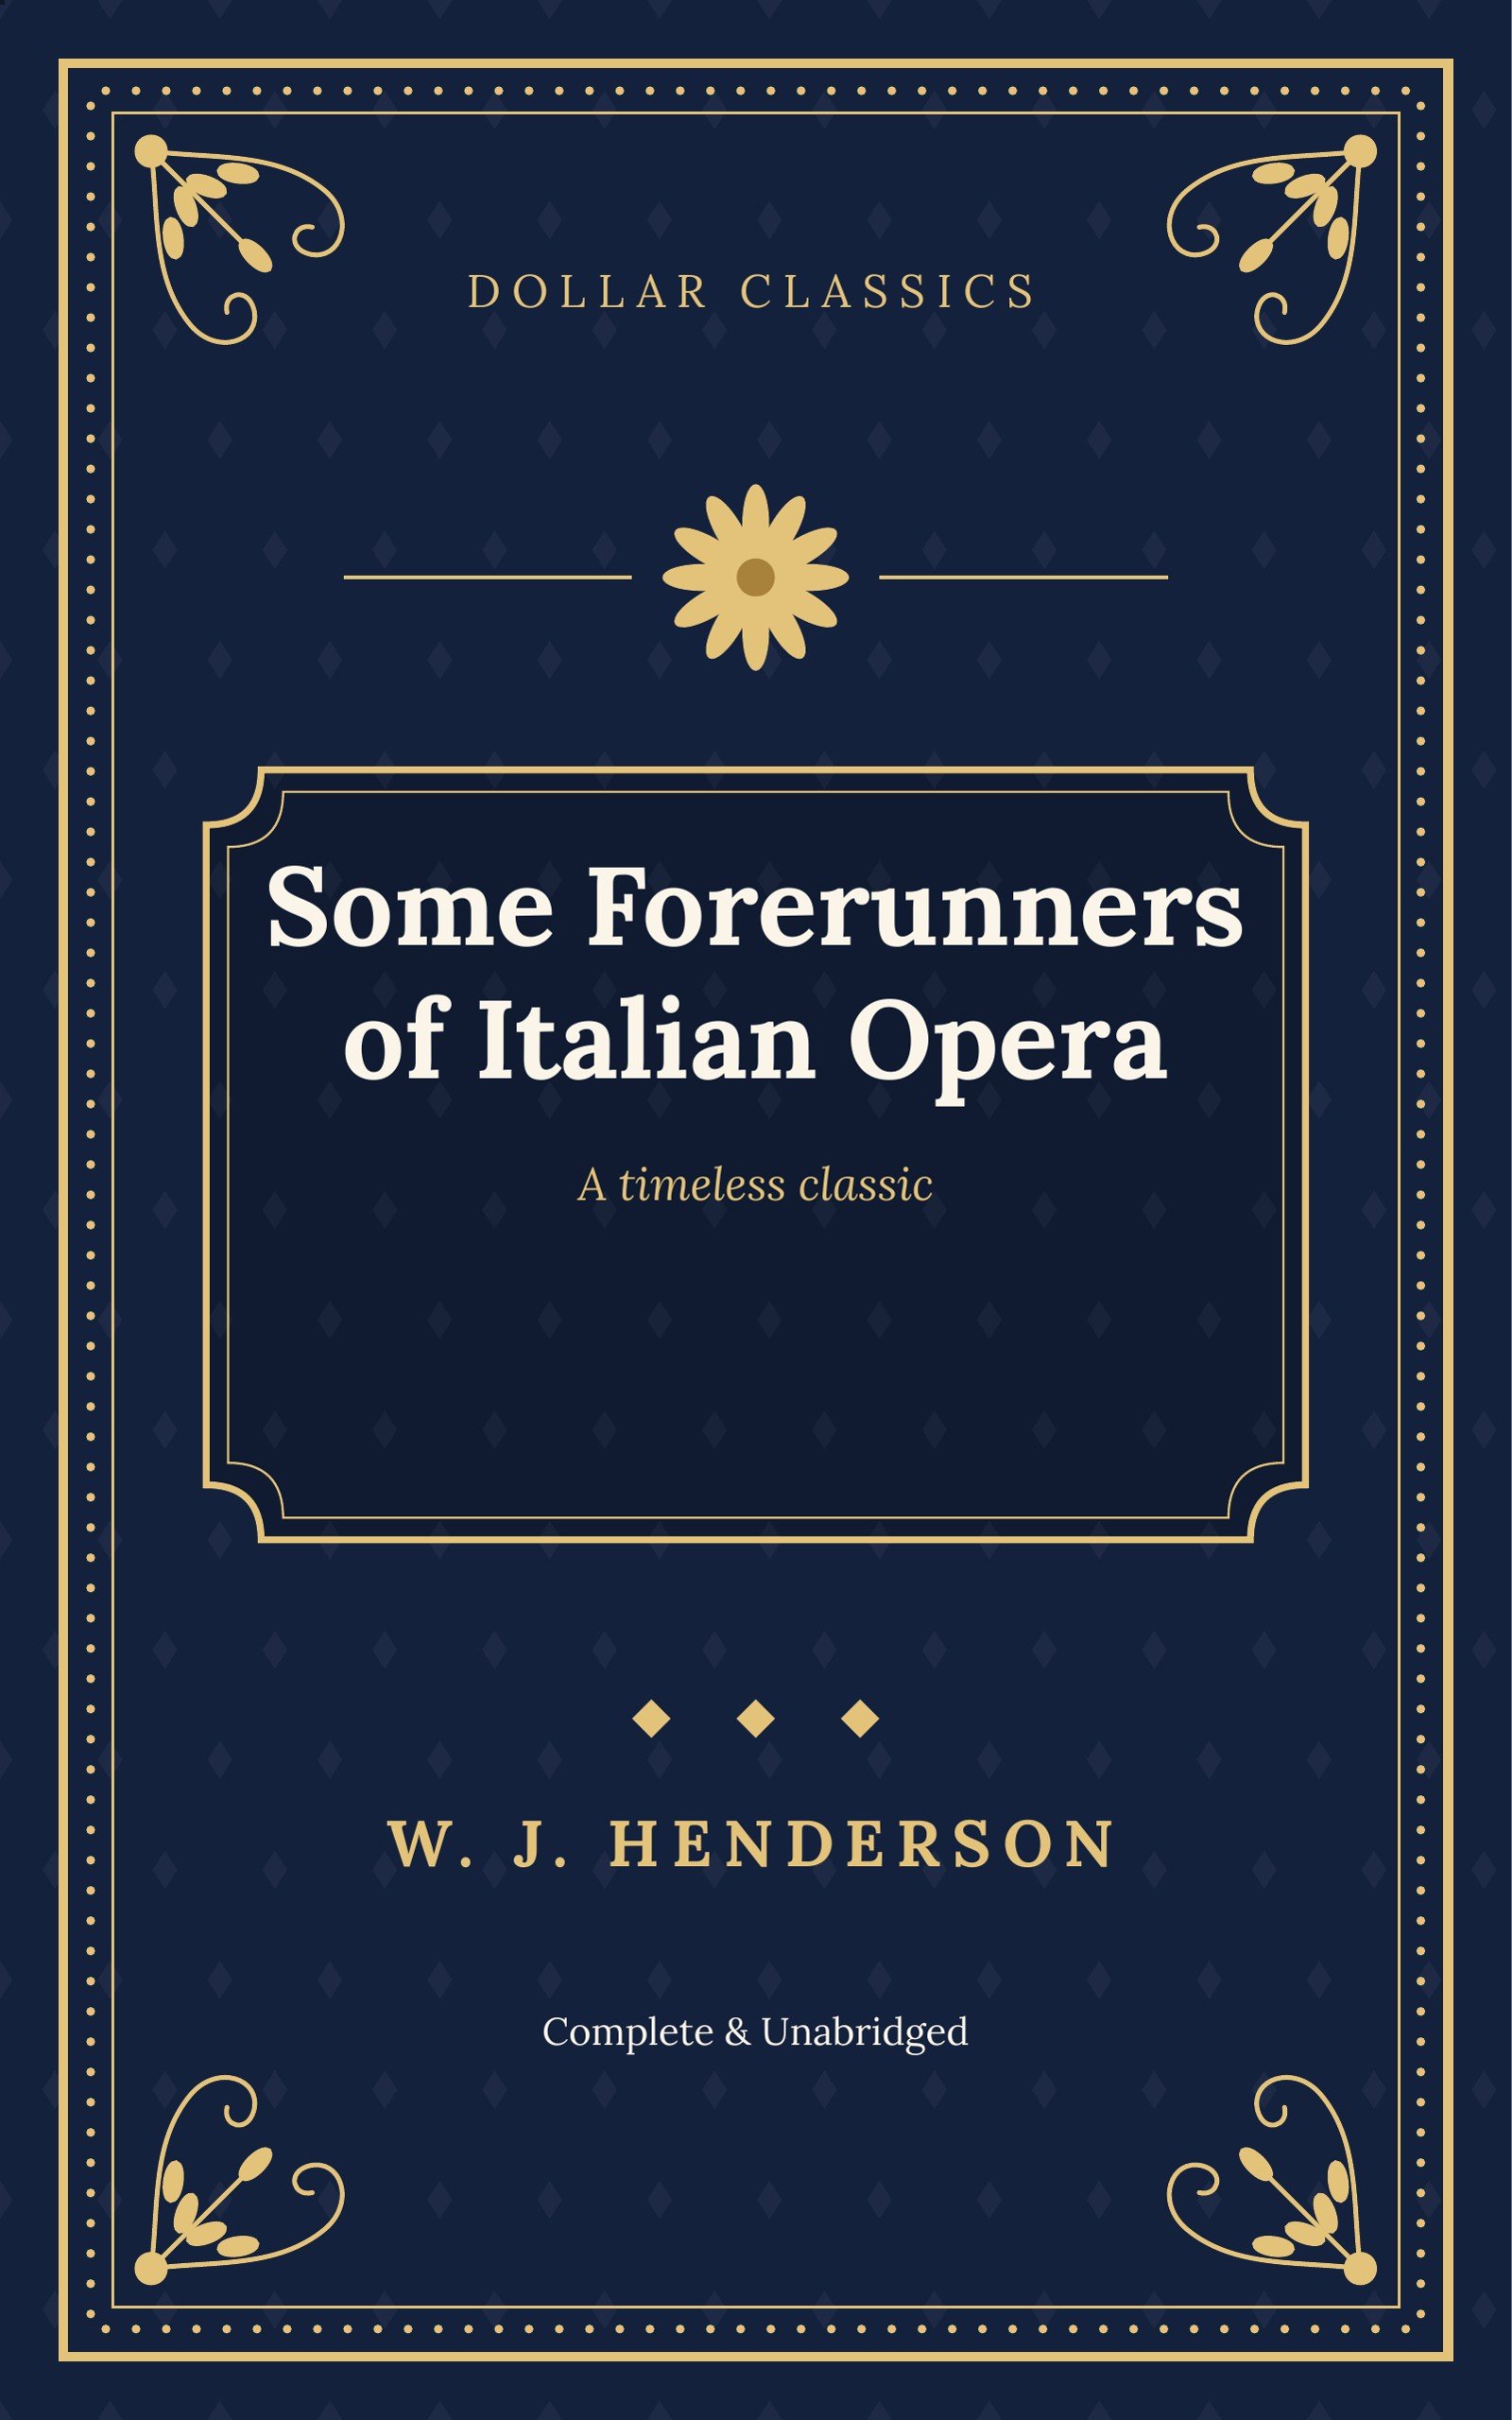 DOLLAR CLASSICS
Some Forerunners
of Italian Opera
A timeless classic
W. J. HENDERSON
Complete & Unabridged